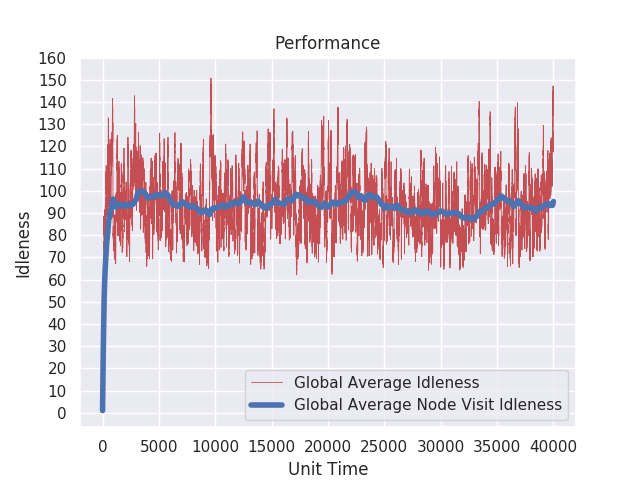 Performance
160
150
140
130
120
110
100
90
80
70
60
50
40
30
20
10
0
Idleness
Global Average Idleness
Global Average Node Visit Idleness
0 5000 10000 15000 20000 25000 30000 35000 40000
Unit Time